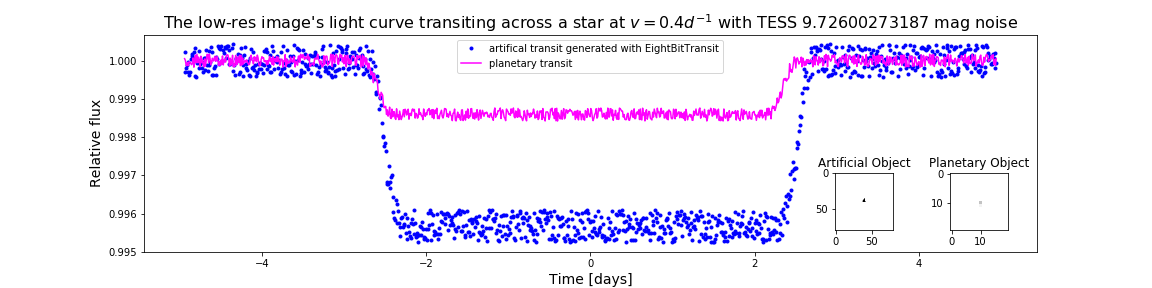 The low-res image's light curve transiting across a star at v = 0.4d⁻¹ with TESS 9.72600273187 mag noise
artifical transit generated with EightBitTransit
planetary transit
Relative flux
1.000
0.999
0.998
0.997
0.996
0.995
Artificial Object
0
50
0 50
Planetary Object
0
10
0 10
−4 −2 0 2 4
Time [days]